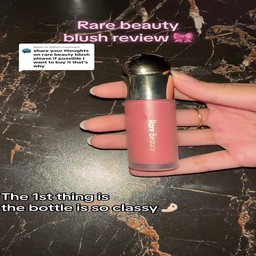 Rare beauty
blush review 🎀
share your thoughts
on rare beauty blush
please if possible i
want to buy it that's
why
Rare Beauty
The 1st thing is
the bottle is so classy 🤌🏻